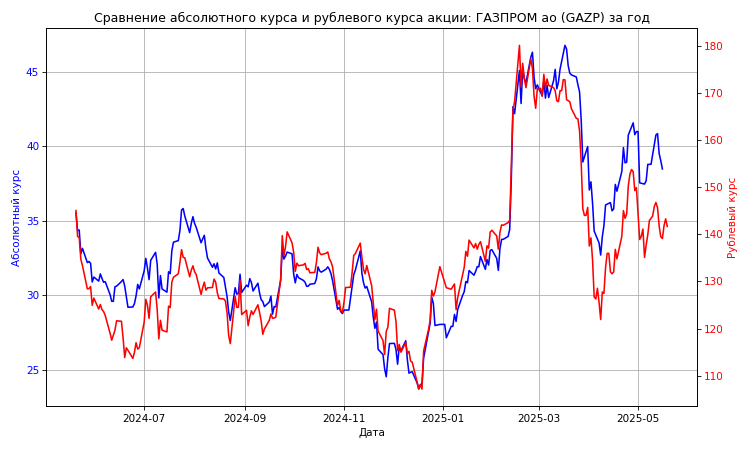 Сравнение абсолютного курса и рублевого курса акции: ГАЗПРОМ ао (GAZP) за год
Абсолютный курс
45
40
35
30
25
180
170
160
150
140
130
120
110
Рублевый курс
2024-07 2024-09 2024-11 2025-01 2025-03 2025-05
Дата